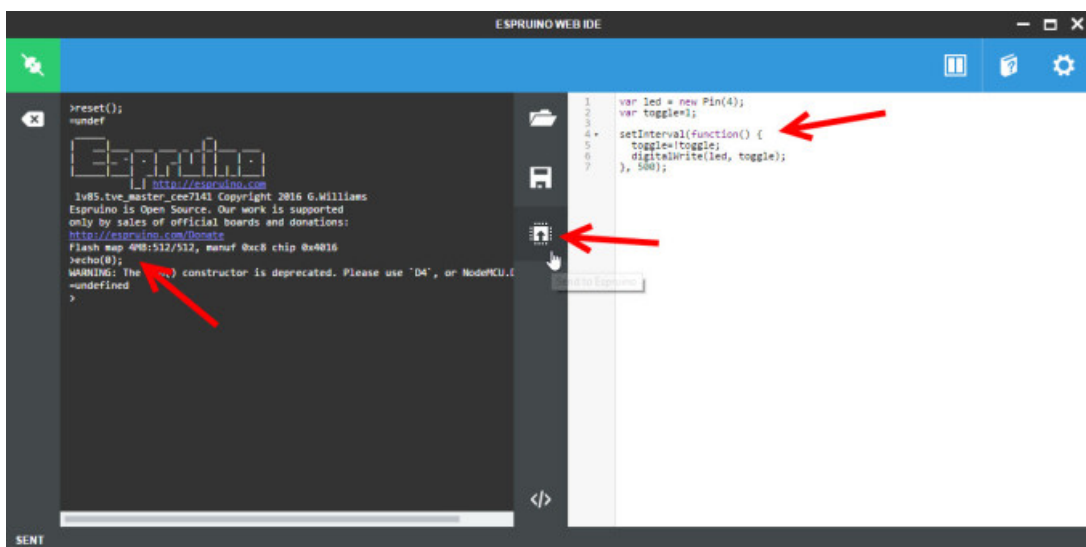 ESPRUINO WEB IDE
>reset();
=undef
Espruino
http://espruino.com
1v85.tve_master_cee7141 Copyright 2016 G.Williams
Espruino is Open Source. Our work is supported
only by sales of official boards and donations:
http://espruino.com/Donate
Flash map 4MB:512/512, manuf 0xc8 chip 0x4016
>echo(0);
WARNING: The () constructor is deprecated. Please use `D4`, or NodeMCU.D
=undefined
>
Send to Espruino
1 var led = new Pin(4);
2 var toggle=1;
3
4 setInterval(function() {
5 toggle=!toggle;
6 digitalWrite(led, toggle);
7 }, 500);
SENT